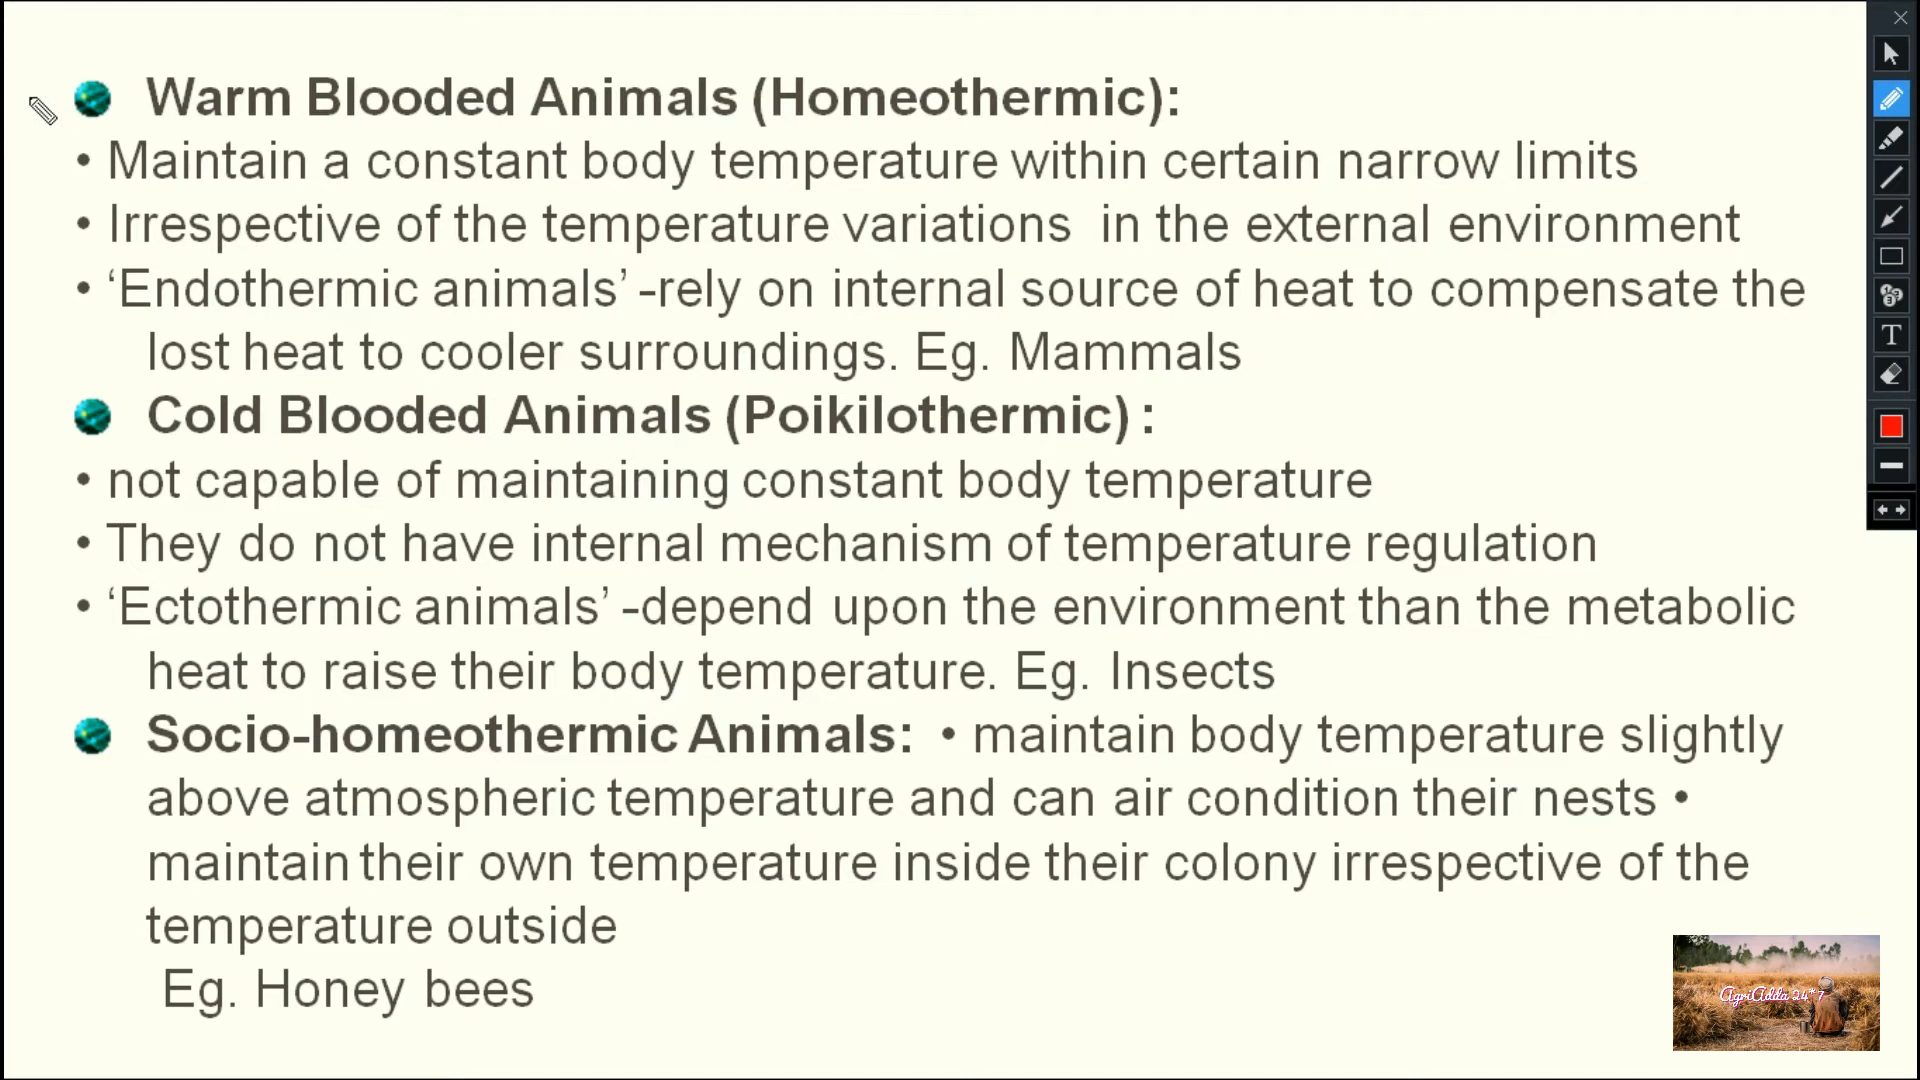 Warm Blooded Animals (Homeothermic):
• Maintain a constant body temperature within certain narrow limits
• Irrespective of the temperature variations in the external environment
• ‘Endothermic animals’ -rely on internal source of heat to compensate the
lost heat to cooler surroundings. Eg. Mammals
Cold Blooded Animals (Poikilothermic) :
• not capable of maintaining constant body temperature
• They do not have internal mechanism of temperature regulation
• ‘Ectothermic animals’ -depend upon the environment than the metabolic
heat to raise their body temperature. Eg. Insects
Socio-homeothermic Animals: • maintain body temperature slightly
above atmospheric temperature and can air condition their nests •
maintain their own temperature inside their colony irrespective of the
temperature outside
Eg. Honey bees
AgriAdda 24*7
T